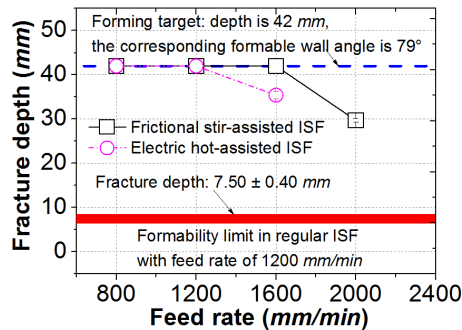 Forming target: depth is 42 mm,
the corresponding formable wall angle is 79°
Frictional stir-assisted ISF
Electric hot-assisted ISF
Fracture depth: 7.50 ± 0.40 mm
Formability limit in regular ISF
with feed rate of 1200 mm/min
Fracture depth (mm)
50
40
30
20
10
0
800 1200 1600 2000 2400
Feed rate (mm/min)